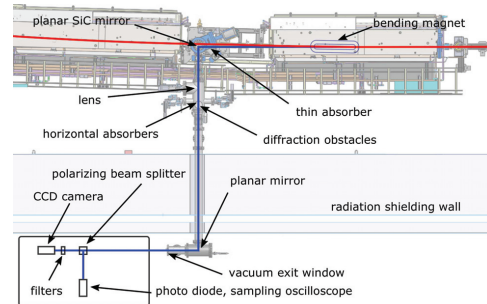 planar SiC mirror
bending magnet
lens
thin absorber
horizontal absorbers
diffraction obstacles
polarizing beam splitter
CCD camera
planar mirror
radiation shielding wall
vacuum exit window
filters
photo diode, sampling oscilloscope